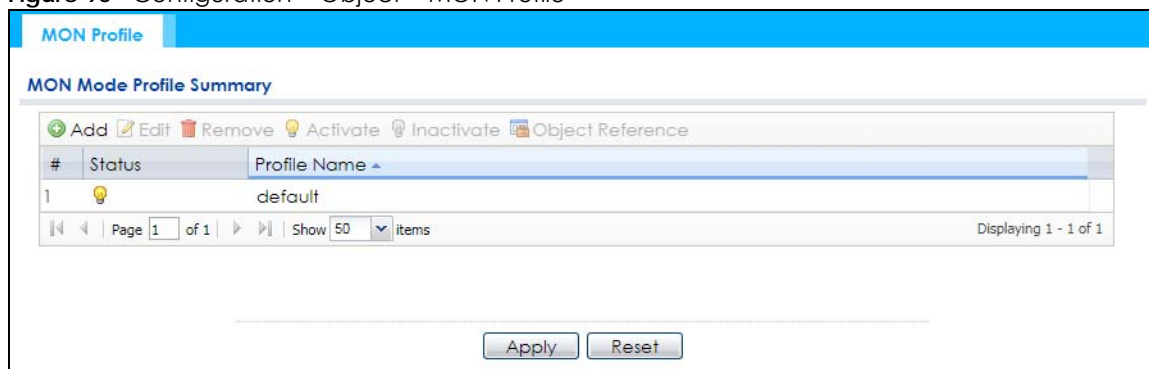 MON Profile
MON Mode Profile Summary
Add Edit Remove Activate Inactivate Object Reference
# Status Profile Name
1 default
Page 1 of 1 Show 50 items Displaying 1 - 1 of 1
Apply Reset